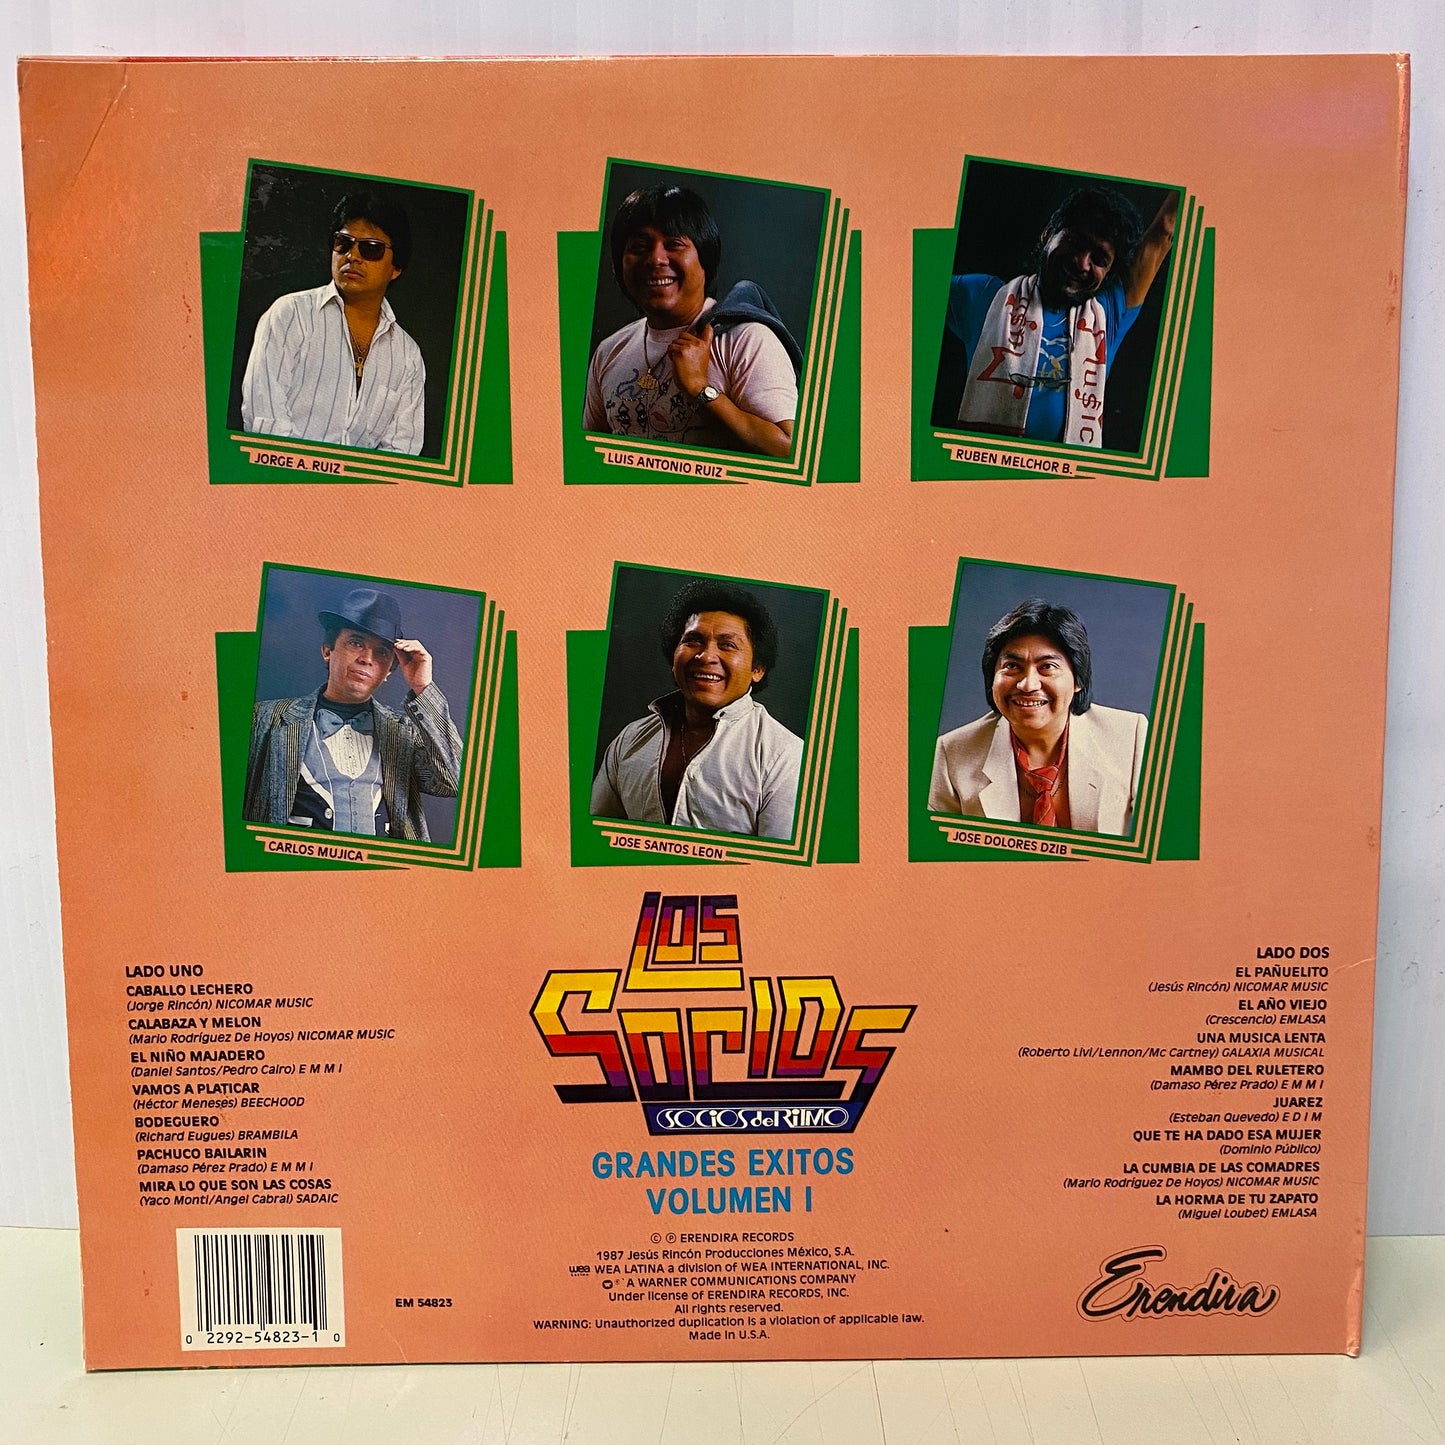 JORGE A. RUIZ
LUIS ANTONIO RUIZ
RUBEN MELCHOR B.
Music
Music
CARLOS MUJICA
JOSE SANTOS LEON
JOSE DOLORES DZIB
LOS
SOCIOS
SOCIOS del RITMO
GRANDES EXITOS
VOLUMEN I
LADO UNO
CABALLO LECHERO
(Jorge Rincón) NICOMAR MUSIC
CALABAZA Y MELON
(Mario Rodríguez De Hoyos) NICOMAR MUSIC
EL NIÑO MAJADERO
(Daniel Santos/Pedro Cairo) E M M I
VAMOS A PLATICAR
(Héctor Meneses) BEECHOOD
BODEGUERO
(Richard Eugues) BRAMBILA
PACHUCO BAILARIN
(Damaso Pérez Prado) E M M I
MIRA LO QUE SON LAS COSAS
(Yaco Monti/Angel Cabral) SADAIC
LADO DOS
EL PAÑUELITO
(Jesús Rincón) NICOMAR MUSIC
EL AÑO VIEJO
(Crescencio) EMLASA
UNA MUSICA LENTA
(Roberto Livi/Lennon/Mc Cartney) GALAXIA MUSICAL
MAMBO DEL RULETERO
(Damaso Pérez Prado) E M M I
JUAREZ
(Esteban Quevedo) E D I M
QUE TE HA DADO ESA MUJER
(Dominio Público)
LA CUMBIA DE LAS COMADRES
(Mario Rodríguez De Hoyos) NICOMAR MUSIC
LA HORMA DE TU ZAPATO
(Miguel Loubet) EMLASA
© ℗ ERENDIRA RECORDS
1987 Jesús Rincón Producciones México, S.A.
wea latina WEA LATINA a division of WEA INTERNATIONAL, INC.
® A WARNER COMMUNICATIONS COMPANY
Under license of ERENDIRA RECORDS, INC.
All rights reserved.
WARNING: Unauthorized duplication is a violation of applicable law.
Made in U.S.A.
EM 54823
0 2292-54823-1 0
Erendira